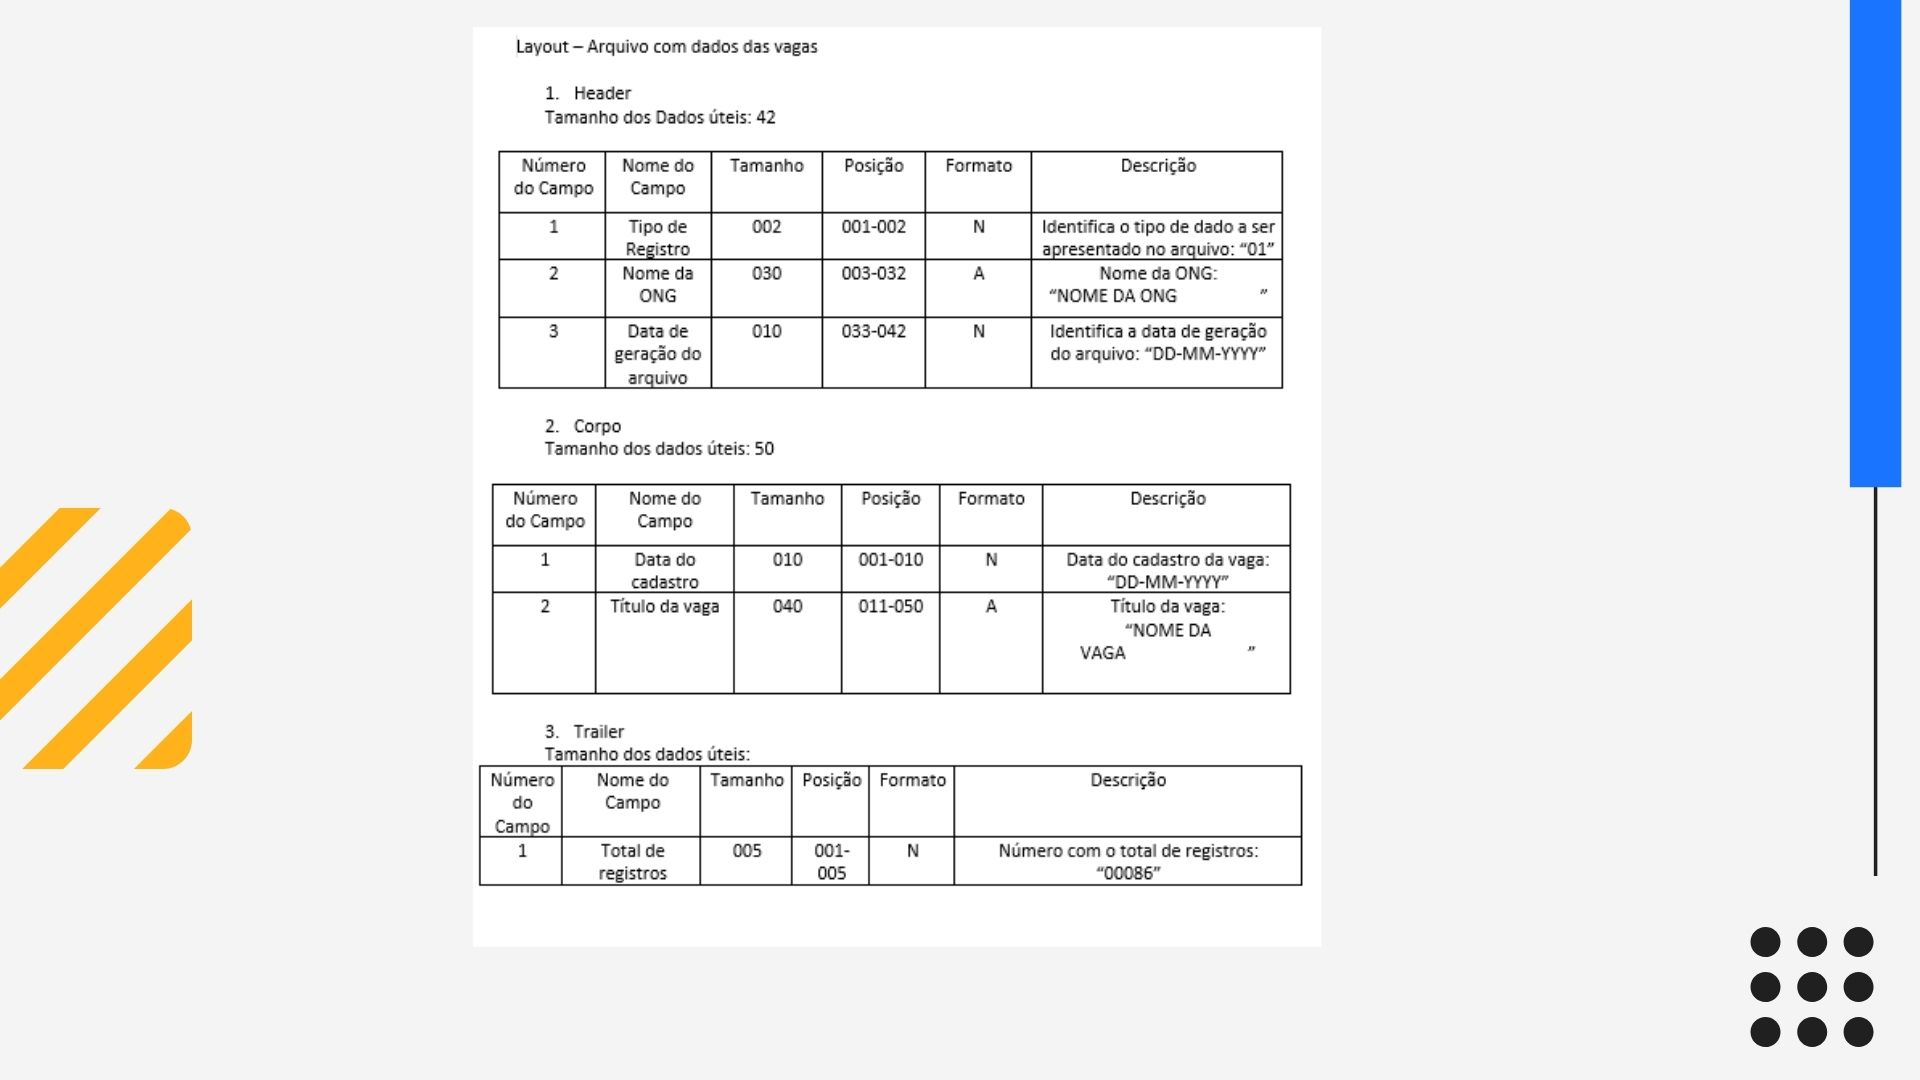 Layout – Arquivo com dados das vagas
1. Header
Tamanho dos Dados úteis: 42
Número do Campo | Nome do Campo | Tamanho | Posição | Formato | Descrição
1 | Tipo de Registro | 002 | 001-002 | N | Identifica o tipo de dado a ser apresentado no arquivo: “01”
2 | Nome da ONG | 030 | 003-032 | A | Nome da ONG: “NOME DA ONG ”
3 | Data de geração do arquivo | 010 | 033-042 | N | Identifica a data de geração do arquivo: “DD-MM-YYYY”
2. Corpo
Tamanho dos dados úteis: 50
Número do Campo | Nome do Campo | Tamanho | Posição | Formato | Descrição
1 | Data do cadastro | 010 | 001-010 | N | Data do cadastro da vaga: “DD-MM-YYYY”
2 | Título da vaga | 040 | 011-050 | A | Título da vaga: “NOME DA VAGA ”
3. Trailer
Tamanho dos dados úteis:
Número do Campo | Nome do Campo | Tamanho | Posição | Formato | Descrição
1 | Total de registros | 005 | 001-005 | N | Número com o total de registros: “00086”